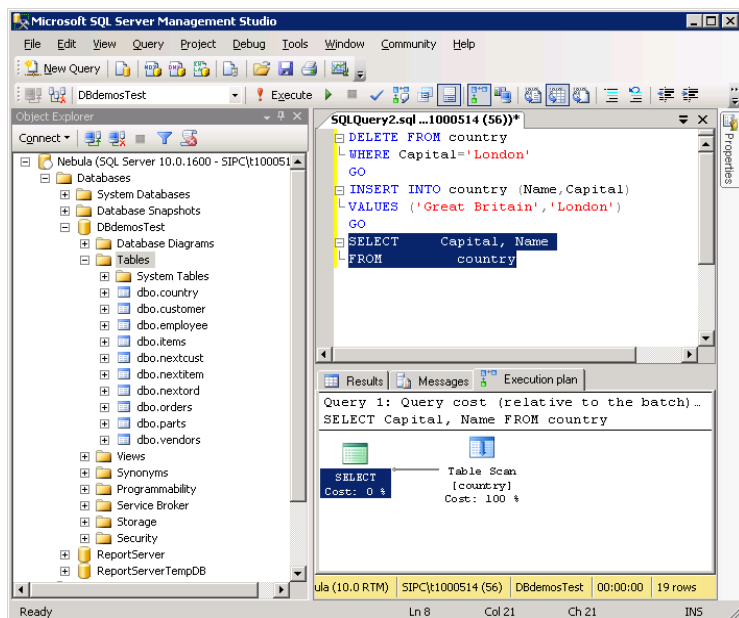 Microsoft SQL Server Management Studio
File Edit View Query Project Debug Tools Window Community Help
New Query
DBdemosTest Execute
Object Explorer
Connect
Nebula (SQL Server 10.0.1600 - SIPC\t100051
Databases
System Databases
Database Snapshots
DBdemosTest
Database Diagrams
Tables
System Tables
dbo.country
dbo.customer
dbo.employee
dbo.items
dbo.nextcust
dbo.nextitem
dbo.nextord
dbo.orders
dbo.parts
dbo.vendors
Views
Synonyms
Programmability
Service Broker
Storage
Security
ReportServer
ReportServerTempDB
SQLQuery2.sql ...1000514 (56))*
DELETE FROM country
WHERE Capital='London'
GO
INSERT INTO country (Name,Capital)
VALUES ('Great Britain','London')
GO
SELECT Capital, Name
FROM country
Properties
Results Messages Execution plan
Query 1: Query cost (relative to the batch)…
SELECT Capital, Name FROM country
SELECT
Cost: 0 %
Table Scan
[country]
Cost: 100 %
ula (10.0 RTM) SIPC\t1000514 (56) DBdemosTest 00:00:00 19 rows
Ready Ln 8 Col 21 Ch 21 INS